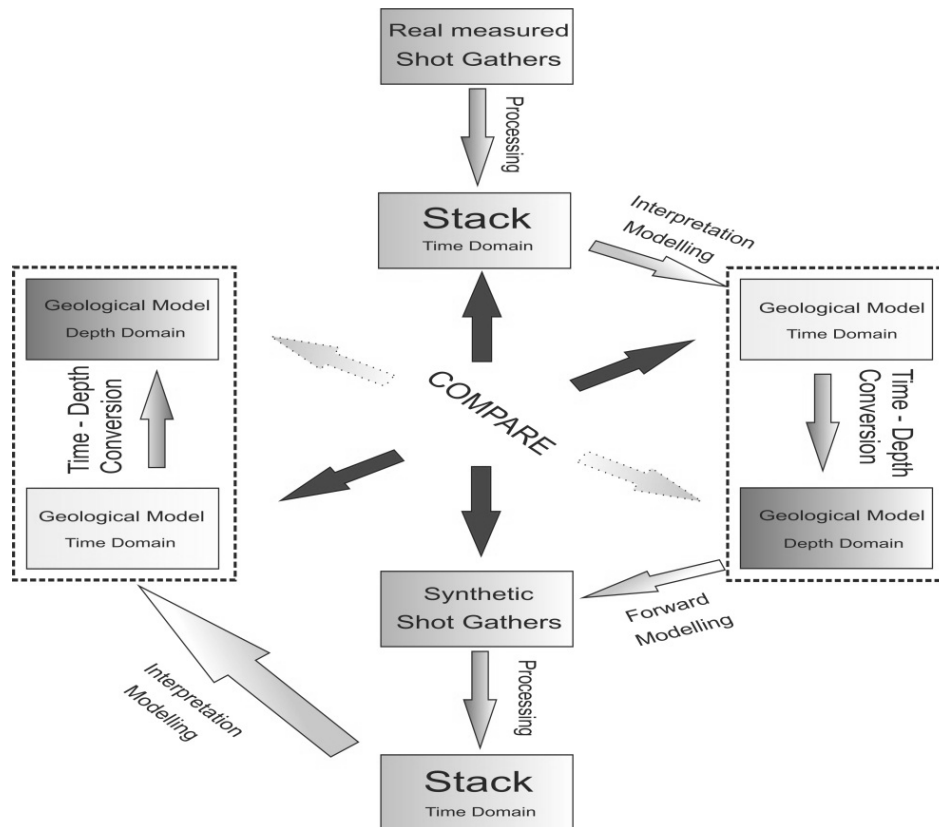 Real measured
Shot Gathers
Processing
Stack
Time Domain
Interpretation
Modelling
Geological Model
Depth Domain
Time - Depth
Conversion
Geological Model
Time Domain
COMPARE
Geological Model
Time Domain
Time - Depth
Conversion
Geological Model
Depth Domain
Forward
Modelling
Synthetic
Shot Gathers
Processing
Interpretation
Modelling
Stack
Time Domain